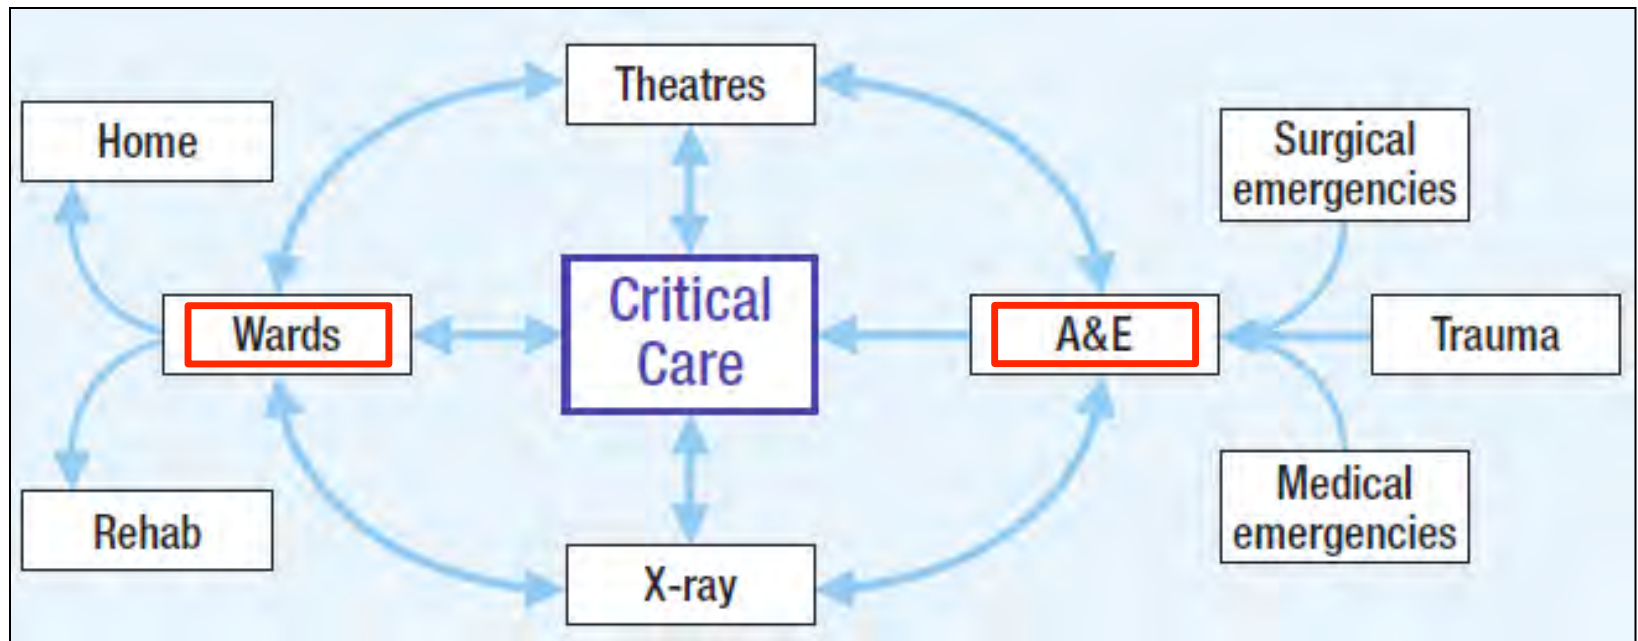 Theatres
Home
Surgical
emergencies
Critical
Care
Wards
A&E
Trauma
Rehab
X-ray
Medical
emergencies